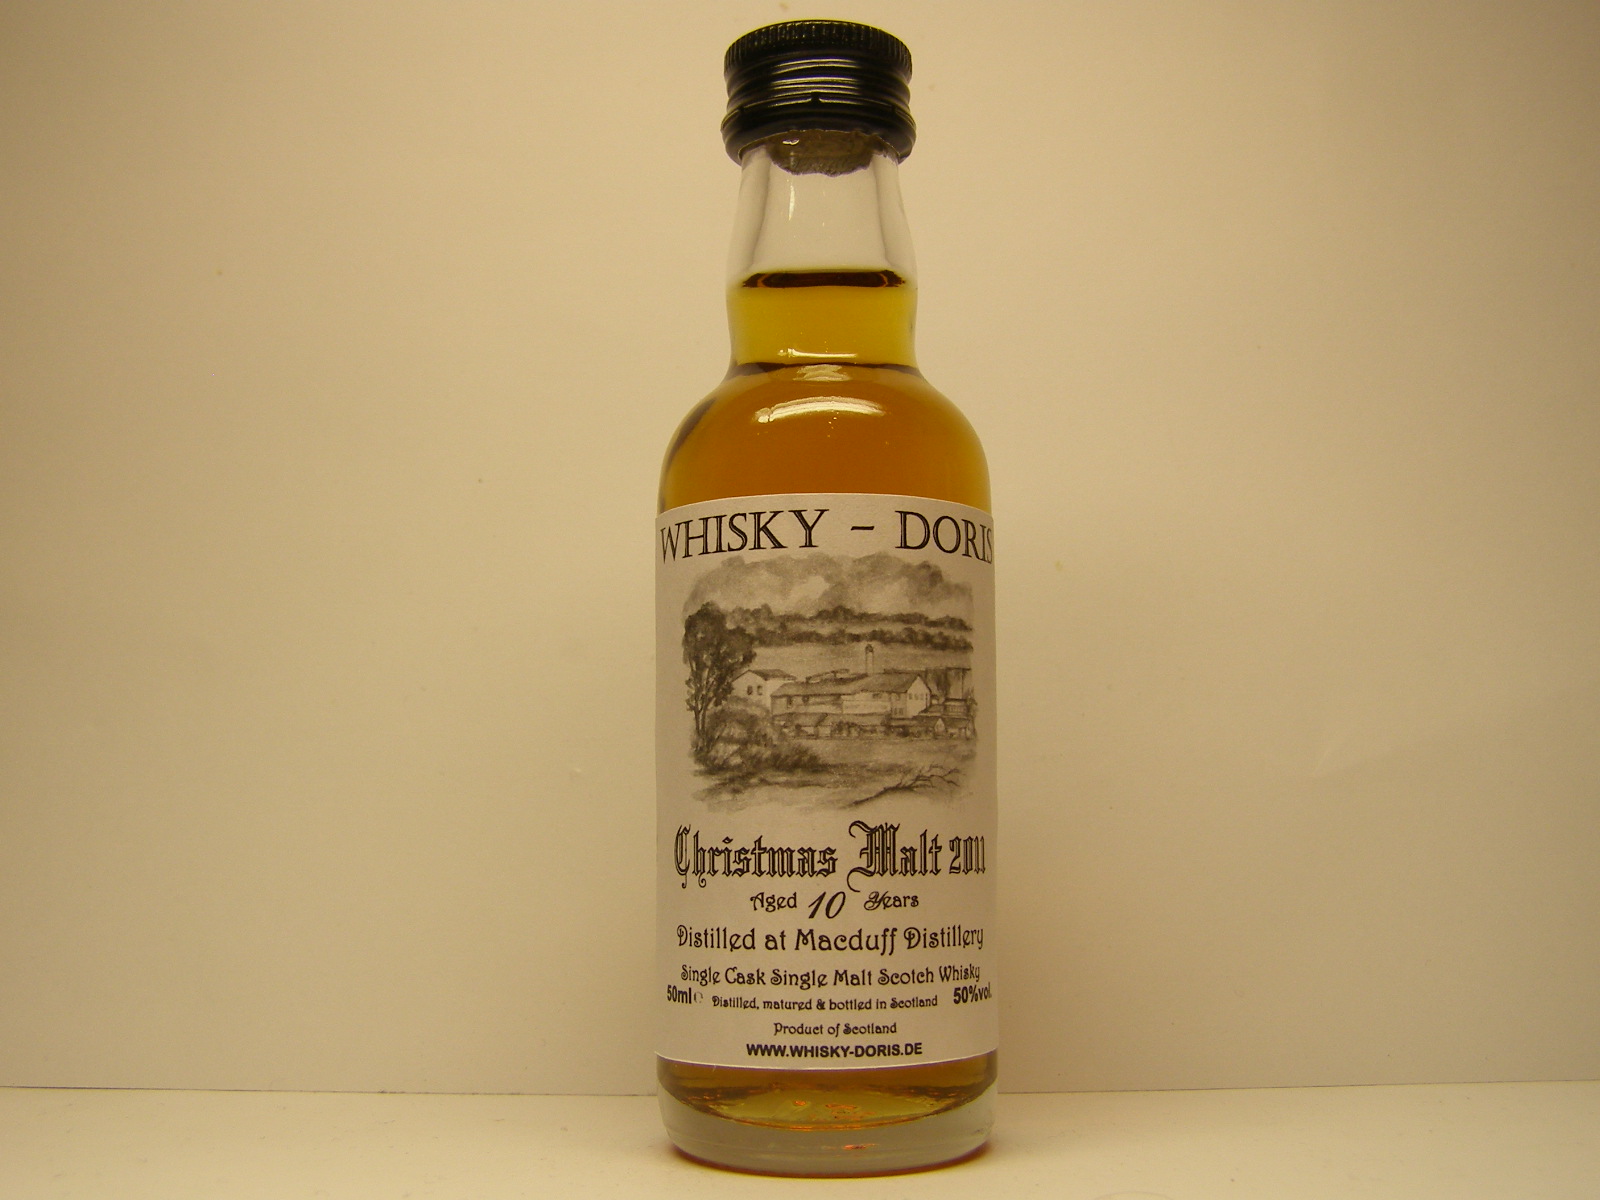 WHISKY - DORIS
Christmas Malt 2011
Aged 10 Years
Distilled at Macduff Distillery
Single Cask Single Malt Scotch Whisky
50ml℮ Distilled, matured & bottled in Scotland 50%vol.
Product of Scotland
WWW.WHISKY-DORIS.DE